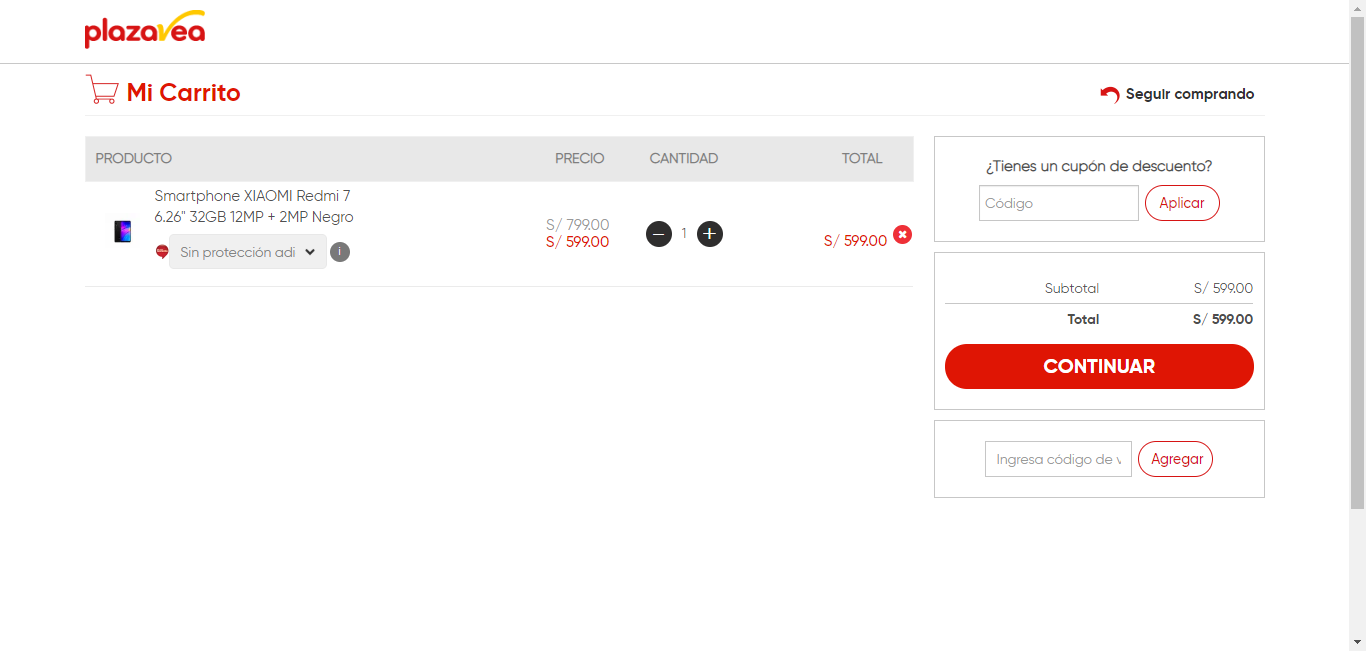 plazavea
Mi Carrito
Seguir comprando
PRODUCTO PRECIO CANTIDAD TOTAL
Smartphone XIAOMI Redmi 7
6.26" 32GB 12MP + 2MP Negro
Sin protección adi
i
S/ 799.00
S/ 599.00
1
S/ 599.00
¿Tienes un cupón de descuento?
Código Aplicar
Subtotal S/ 599.00
Total S/ 599.00
CONTINUAR
Ingresa código de v Agregar